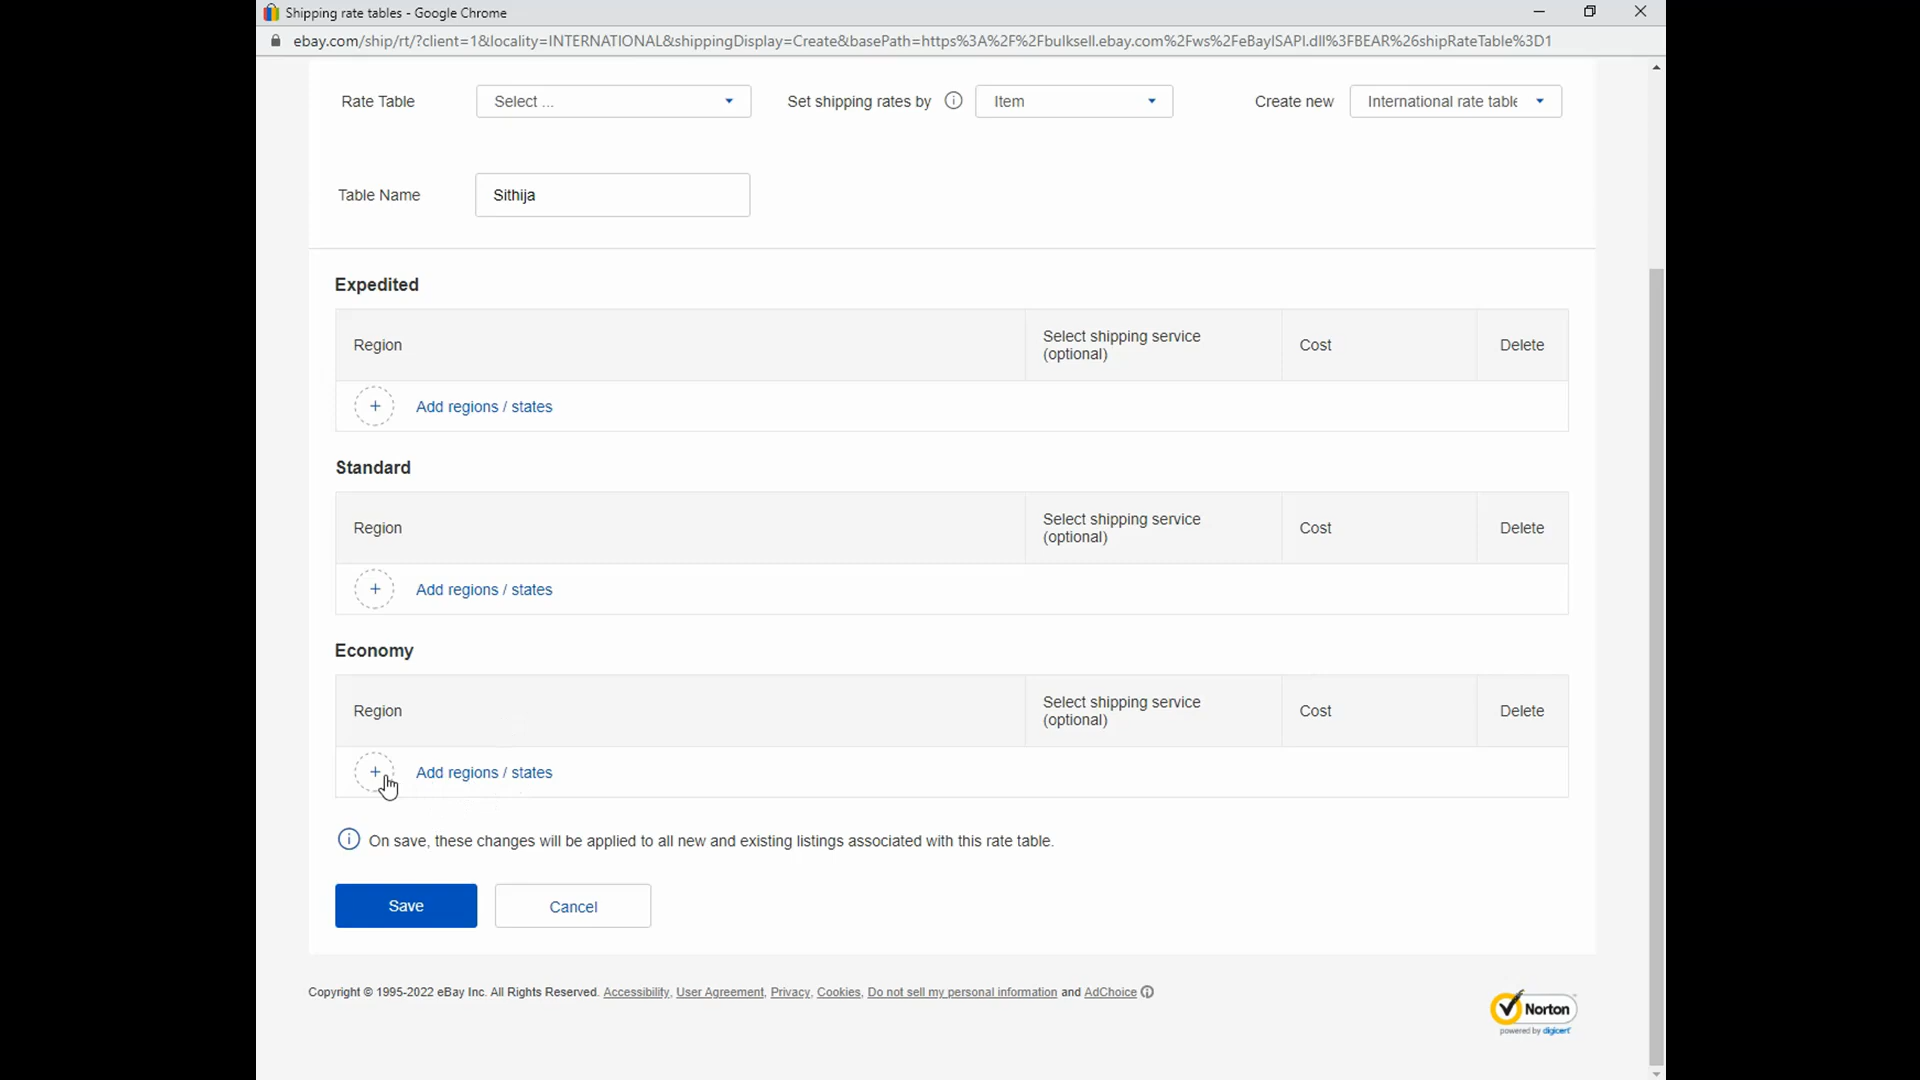 Shipping rate tables - Google Chrome
ebay.com/ship/rt/?client=1&locality=INTERNATIONAL&shippingDisplay=Create&basePath=https%3A%2F%2Fbulksell.ebay.com%2Fws%2FeBayISAPI.dll%3FBEAR%26shipRateTable%3D1
Rate Table Select ... Set shipping rates by Item Create new International rate table
Table Name Sithija
Expedited
Region Select shipping service (optional) Cost Delete
+ Add regions / states
Standard
Region Select shipping service (optional) Cost Delete
+ Add regions / states
Economy
Region Select shipping service (optional) Cost Delete
+ Add regions / states
On save, these changes will be applied to all new and existing listings associated with this rate table.
Save Cancel
Copyright © 1995-2022 eBay Inc. All Rights Reserved. Accessibility, User Agreement, Privacy, Cookies, Do not sell my personal information and AdChoice
Norton
powered by digicert